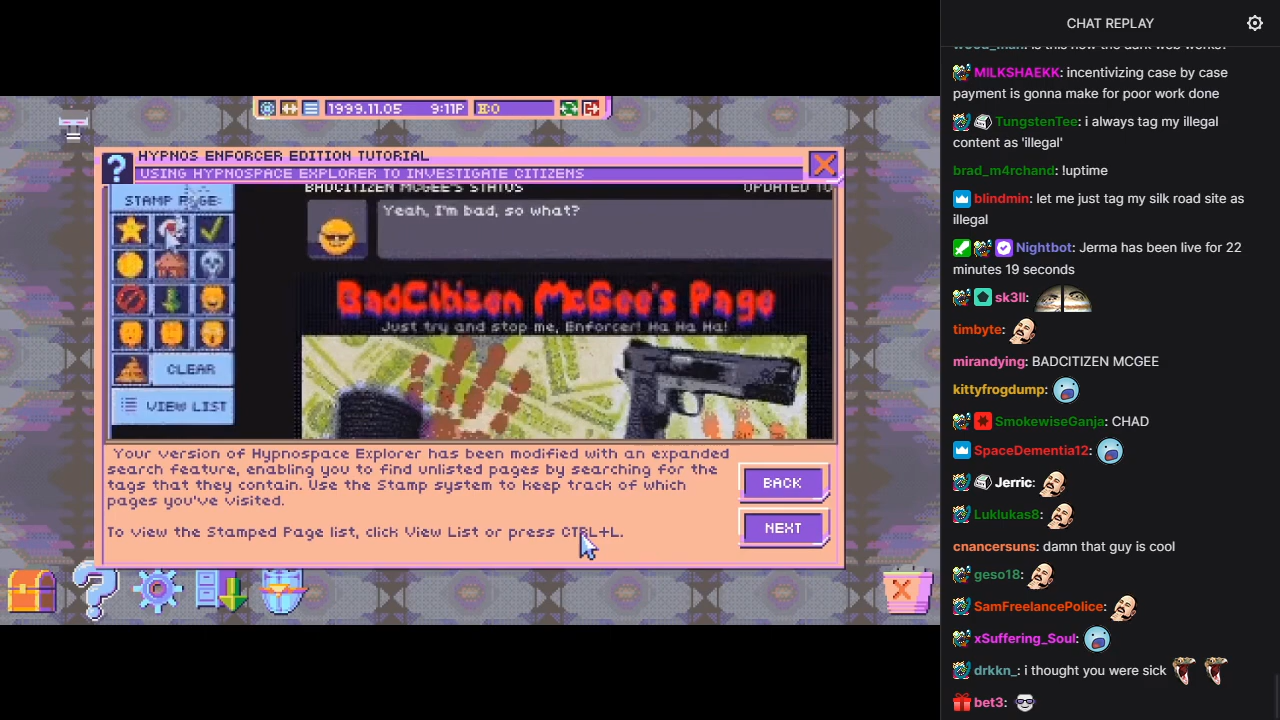 1999.11.05 9:11P
HYPNOS ENFORCER EDITION TUTORIAL
USING HYPNOSPACE EXPLORER TO INVESTIGATE CITIZENS
STAMP PAGE:
CLEAR
VIEW LIST
BADCITIZEN MCGEE'S STATUS UPDATED TO
Yeah, I'm bad, so what?
BadCitizen McGee's Page
Just try and stop me, Enforcer! Ha Ha Ha!
Your version of Hypnospace Explorer has been modified with an expanded
search feature, enabling you to find unlisted pages by searching for the
tags that they contain. Use the Stamp system to keep track of which
pages you've visited.
To view the Stamped Page list, click View List or press CTRL+L.
BACK
NEXT
CHAT REPLAY
MILKSHAEKK: incentivizing case by case
payment is gonna make for poor work done
TungstenTee: i always tag my illegal
content as 'illegal'
brad_m4rchand: !uptime
blindmin: let me just tag my silk road site as
illegal
Nightbot: Jerma has been live for 22
minutes 19 seconds
sk3ll:
timbyte:
mirandying: BADCITIZEN MCGEE
kittyfrogdump:
SmokewiseGanja: CHAD
SpaceDementia12:
Jerric:
Luklukas8:
cnancersuns: damn that guy is cool
geso18:
SamFreelancePolice:
xSuffering_Soul:
drkkn_: i thought you were sick
bet3: